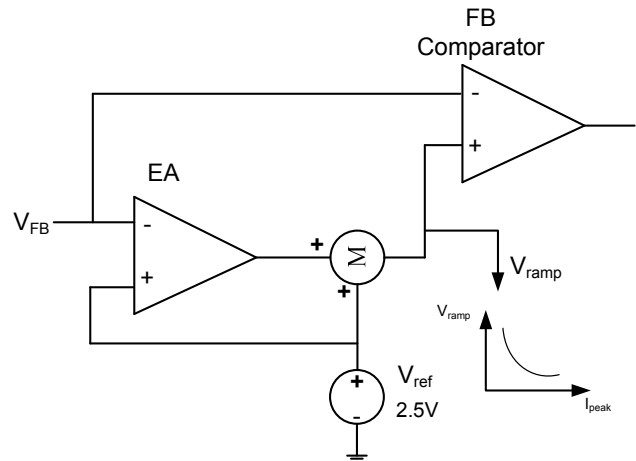 FB
Comparator
-
+
EA
V_FB
-
+
+
M
+
V_ramp
V_ramp
I_peak
+
-
V_ref
2.5V